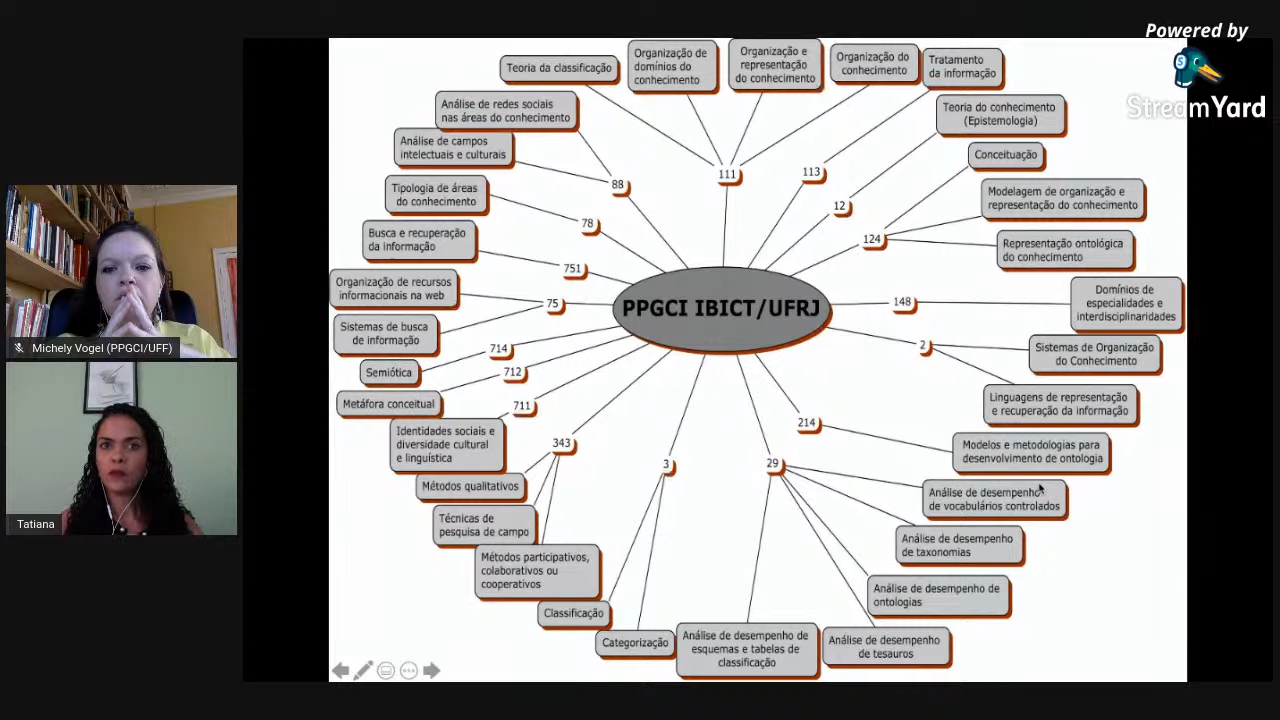 Powered by
StreamYard
Teoria da classificação
Organização de
domínios do
conhecimento
Organização e
representação
do conhecimento
Organização do
conhecimento
Tratamento
da informação
Análise de redes sociais
nas áreas do conhecimento
Teoria do conhecimento
(Epistemologia)
Análise de campos
intelectuais e culturais
Conceituação
Tipologia de áreas
do conhecimento
88
111
113
12
Modelagem de organização e
representação do conhecimento
Busca e recuperação
da informação
78
124
Representação ontológica
do conhecimento
751
Organização de recursos
informacionais na web
75
PPGCI IBICT/UFRJ
148
Domínios de
especialidades e
interdisciplinaridades
Sistemas de busca
de informação
714
2
Sistemas de Organização
do Conhecimento
Semiótica
712
Metáfora conceitual
711
Linguagens de representação
e recuperação da informação
Identidades sociais e
diversidade cultural
e linguística
343
3
29
214
Modelos e metodologias para
desenvolvimento de ontologia
Métodos qualitativos
Análise de desempenho
de vocabulários controlados
Técnicas de
pesquisa de campo
Análise de desempenho
de taxonomias
Métodos participativos,
colaborativos ou
cooperativos
Análise de desempenho de
ontologias
Classificação
Categorização
Análise de desempenho de
esquemas e tabelas de
classificação
Análise de desempenho
de tesauros
Michely Vogel (PPGCI/UFF)
Tatiana